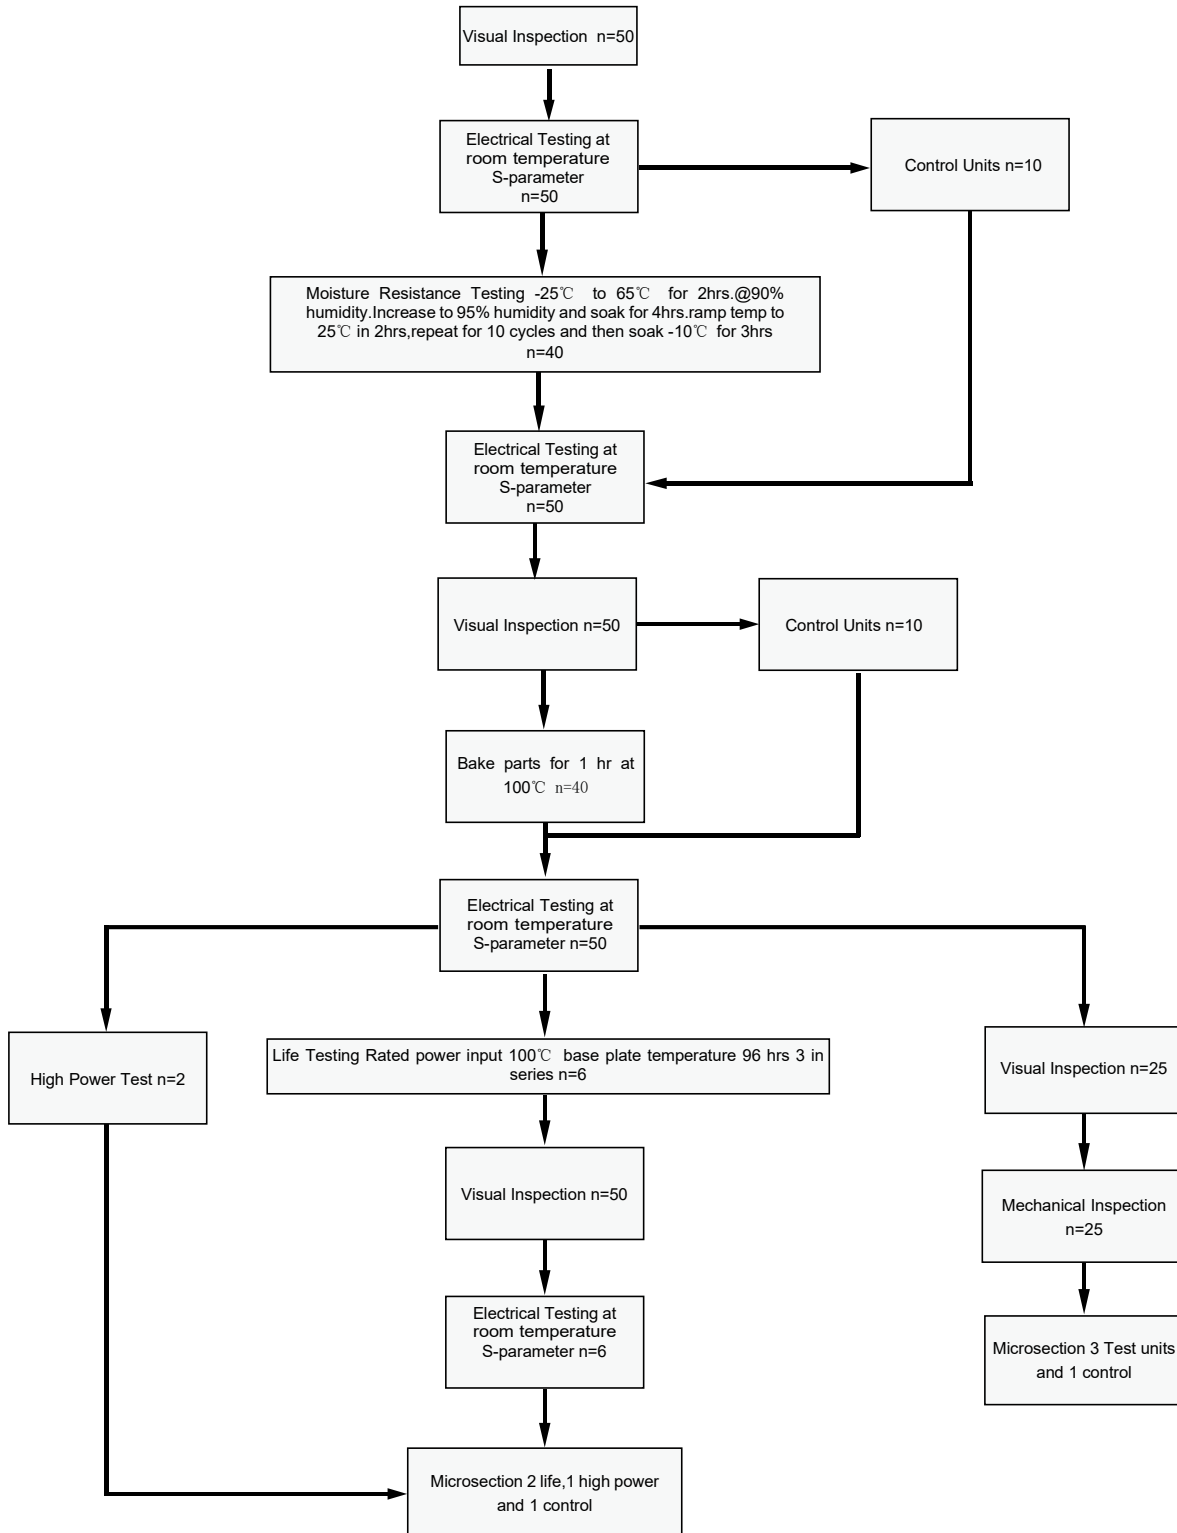 Visual Inspection n=50
Electrical Testing at
room temperature
S-parameter
n=50
Control Units n=10
Moisture Resistance Testing -25℃ to 65℃ for 2hrs.@90%
humidity.Increase to 95% humidity and soak for 4hrs.ramp temp to
25℃ in 2hrs,repeat for 10 cycles and then soak -10℃ for 3hrs
n=40
Electrical Testing at
room temperature
S-parameter
n=50
Visual Inspection n=50
Control Units n=10
Bake parts for 1 hr at
100℃ n=40
Electrical Testing at
room temperature
S-parameter n=50
High Power Test n=2
Life Testing Rated power input 100℃ base plate temperature 96 hrs 3 in
series n=6
Visual Inspection n=25
Visual Inspection n=50
Mechanical Inspection
n=25
Electrical Testing at
room temperature
S-parameter n=6
Microsection 3 Test units
and 1 control
Microsection 2 life,1 high power
and 1 control